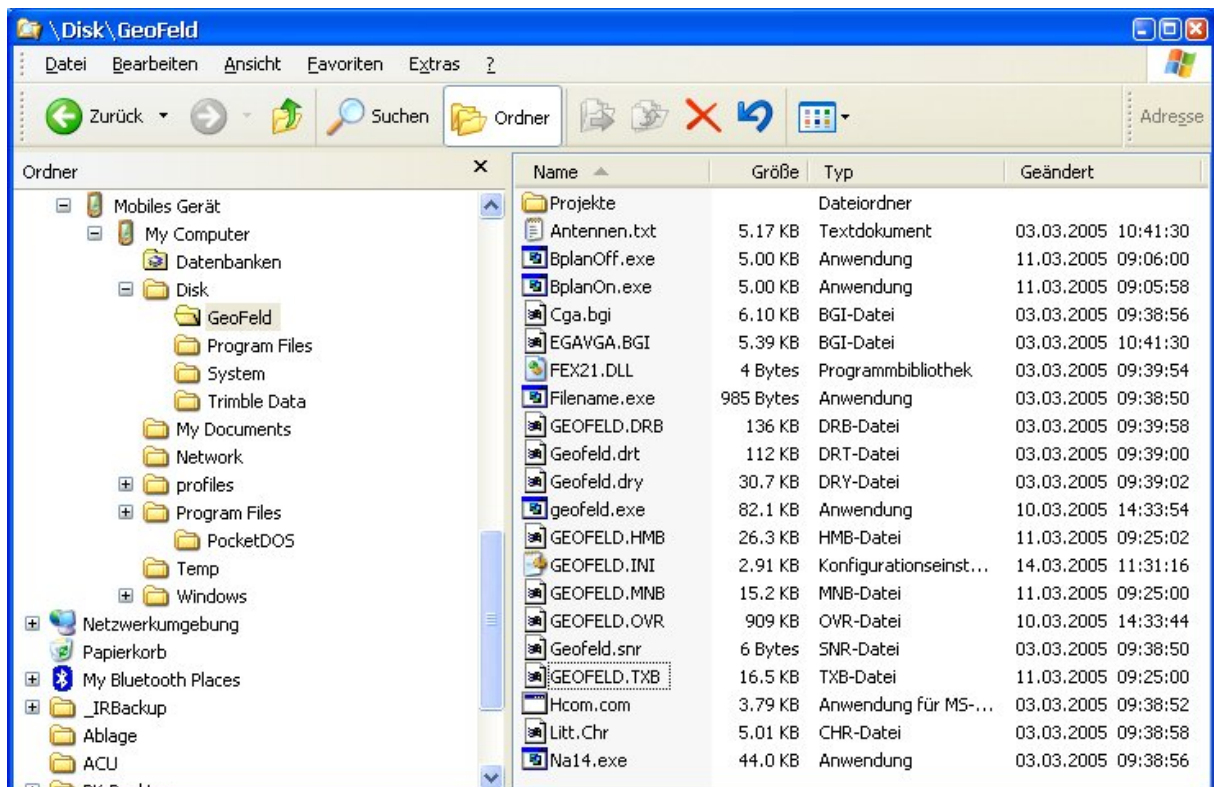 \Disk\GeoFeld
Datei Bearbeiten Ansicht Favoriten Extras ?
Zurück Suchen Ordner Adresse
Ordner
Mobiles Gerät
My Computer
Datenbanken
Disk
GeoFeld
Program Files
System
Trimble Data
My Documents
Network
profiles
Program Files
PocketDOS
Temp
Windows
Netzwerkumgebung
Papierkorb
My Bluetooth Places
_IRBackup
Ablage
ACU
Name Größe Typ Geändert
Projekte Dateiordner
Antennen.txt 5.17 KB Textdokument 03.03.2005 10:41:30
BplanOff.exe 5.00 KB Anwendung 11.03.2005 09:06:00
BplanOn.exe 5.00 KB Anwendung 11.03.2005 09:05:58
Cga.bgi 6.10 KB BGI-Datei 03.03.2005 09:38:56
EGAVGA.BGI 5.39 KB BGI-Datei 03.03.2005 10:41:30
FEX21.DLL 4 Bytes Programmbibliothek 03.03.2005 09:39:54
Filename.exe 985 Bytes Anwendung 03.03.2005 09:38:50
GEOFELD.DRB 136 KB DRB-Datei 03.03.2005 09:39:58
Geofeld.drt 112 KB DRT-Datei 03.03.2005 09:39:00
Geofeld.dry 30.7 KB DRY-Datei 03.03.2005 09:39:02
geofeld.exe 82.1 KB Anwendung 10.03.2005 14:33:54
GEOFELD.HMB 26.3 KB HMB-Datei 11.03.2005 09:25:02
GEOFELD.INI 2.91 KB Konfigurationseinst... 14.03.2005 11:31:16
GEOFELD.MNB 15.2 KB MNB-Datei 11.03.2005 09:25:00
GEOFELD.OVR 909 KB OVR-Datei 10.03.2005 14:33:44
Geofeld.snr 6 Bytes SNR-Datei 03.03.2005 09:38:50
GEOFELD.TXB 16.5 KB TXB-Datei 11.03.2005 09:25:00
Hcom.com 3.79 KB Anwendung für MS-... 03.03.2005 09:38:52
Litt.Chr 5.01 KB CHR-Datei 03.03.2005 09:38:58
Na14.exe 44.0 KB Anwendung 03.03.2005 09:38:56